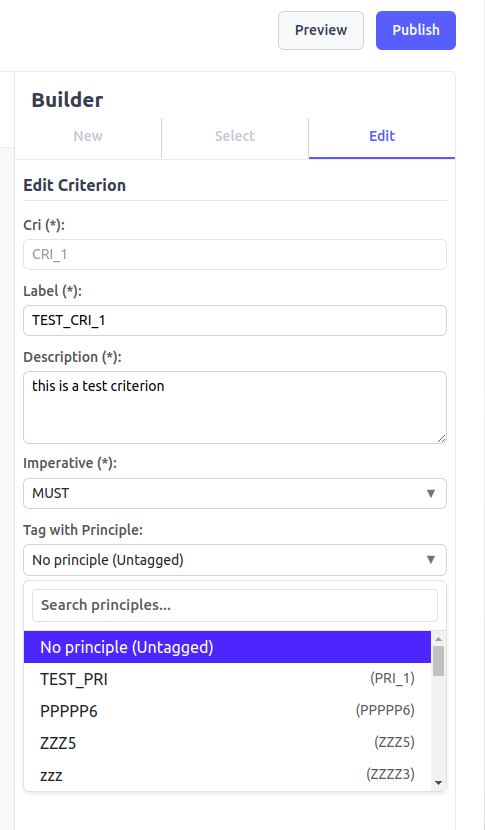 Preview Publish
Builder
New Select Edit
Edit Criterion
Cri (*):
CRI_1
Label (*):
TEST_CRI_1
Description (*):
this is a test criterion
Imperative (*):
MUST
Tag with Principle:
No principle (Untagged)
Search principles...
No principle (Untagged)
TEST_PRI (PRI_1)
PPPPP6 (PPPPP6)
ZZZ5 (ZZZ5)
zzz (ZZZZ3)